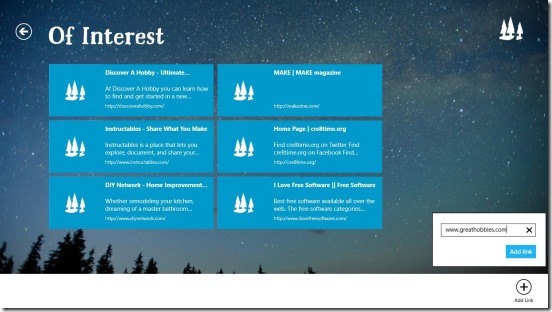 Of Interest
Discover A Hobby - Ultimate...
At Discover A Hobby you can learn how
to find and get started in a new...
http://discoverahobby.com/
MAKE | MAKE magazine
http://makezine.com/
Instructables - Share What You Make
Instructables is a place that lets you
explore, document, and share your...
http://www.instructables.com/
Home Page | cre8time.org
Find cre8time.org on Twitter Find
cre8time.org on Facebook Find...
http://cre8time.org/
DIY Network - Home Improvement...
Whether remodeling your kitchen,
dreaming of a master bathroom...
http://www.diynetwork.com/
I Love Free Software || Free Software
Best free software available all over the
web. The free software categories...
http://www.ilovefreesoftware.com/
www.greathobbies.com
Add link
Add Link